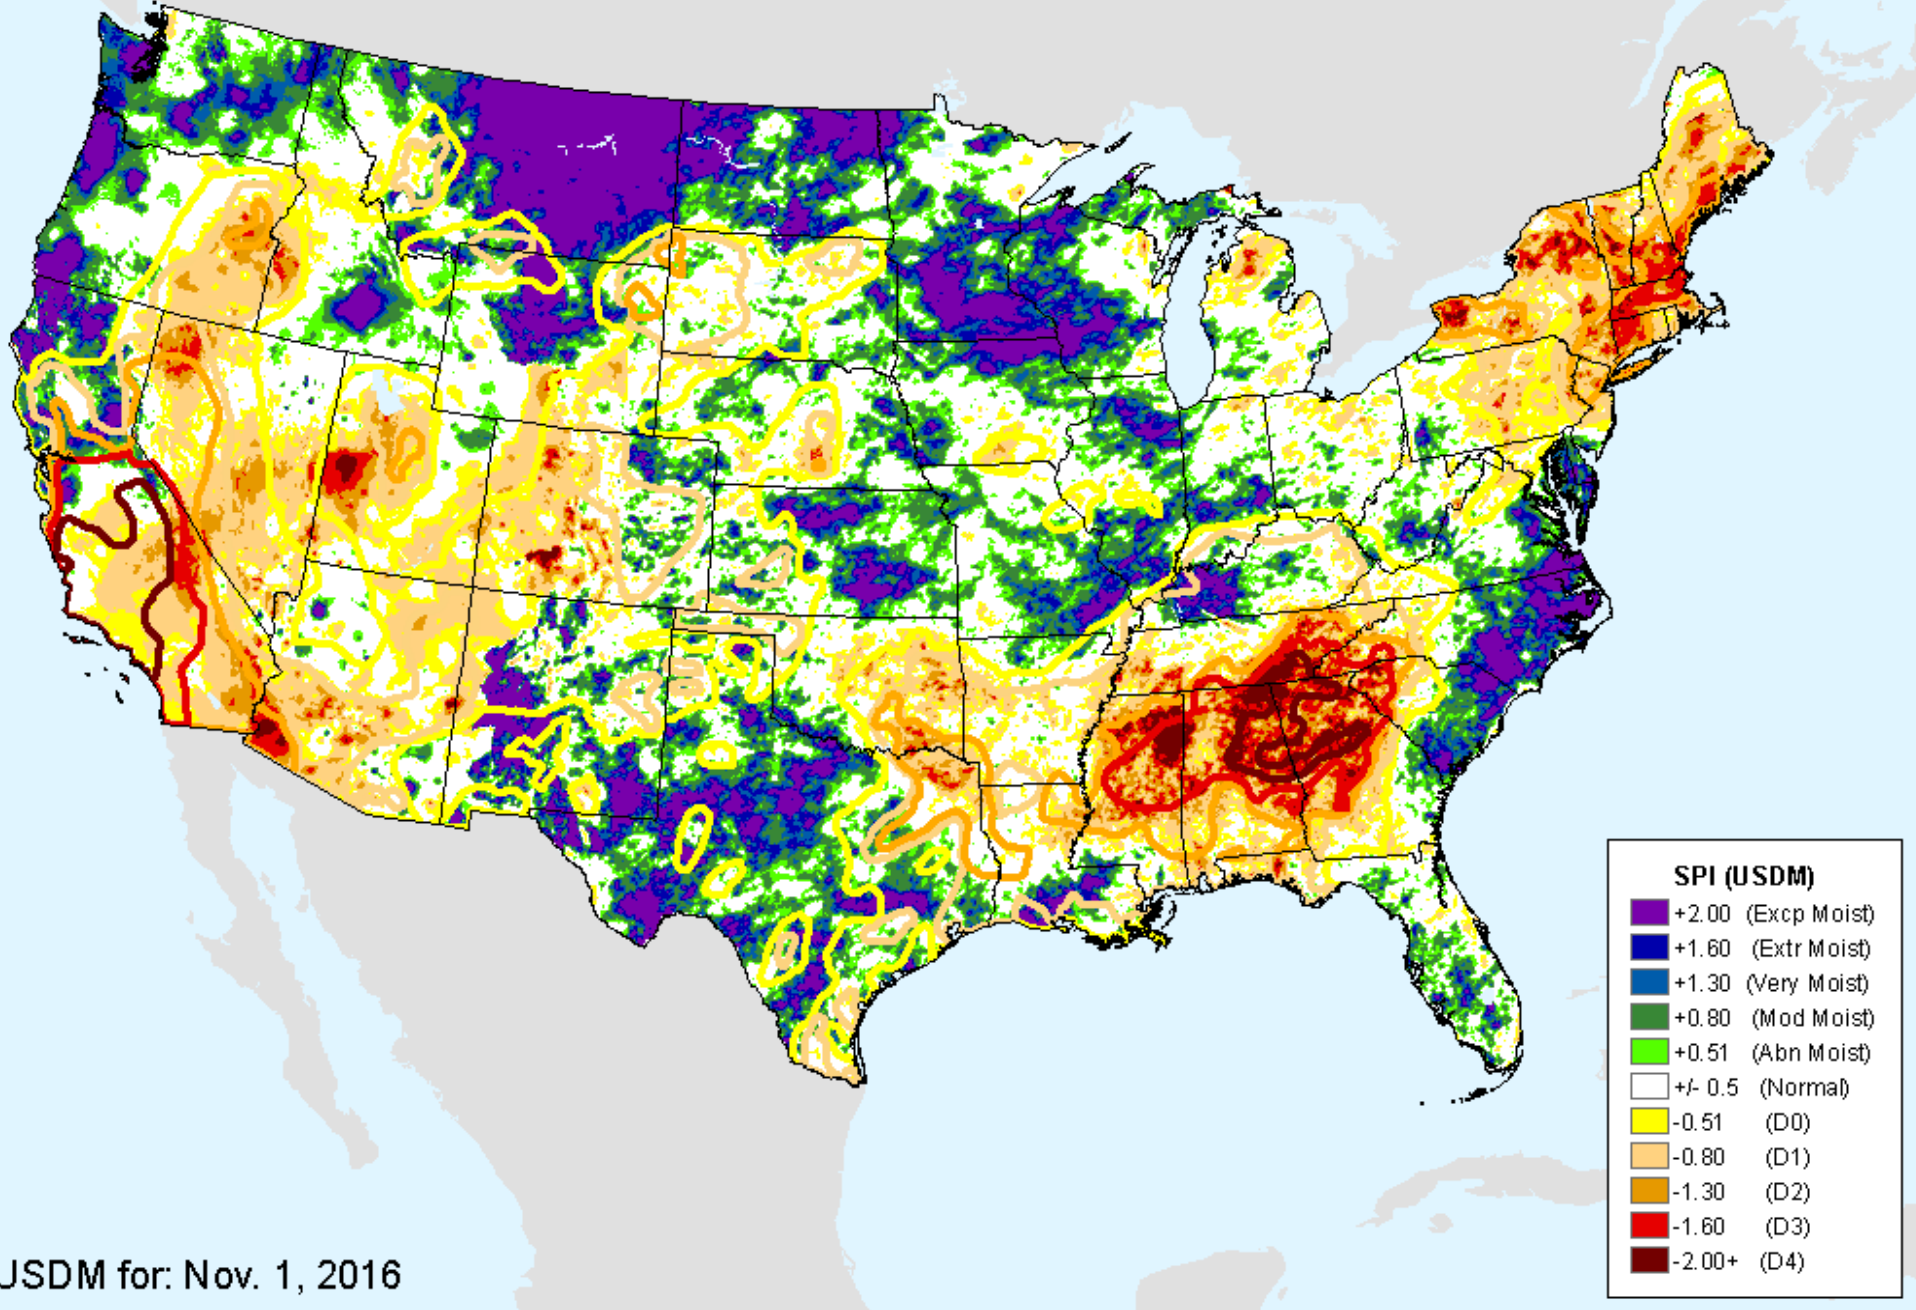 SPI (USDM)
+2.00 (Excp Moist)
+1.60 (Extr Moist)
+1.30 (Very Moist)
+0.80 (Mod Moist)
+0.51 (Abn Moist)
+/- 0.5 (Normal)
-0.51 (D0)
-0.80 (D1)
-1.30 (D2)
-1.60 (D3)
-2.00+ (D4)
USDM for: Nov. 1, 2016